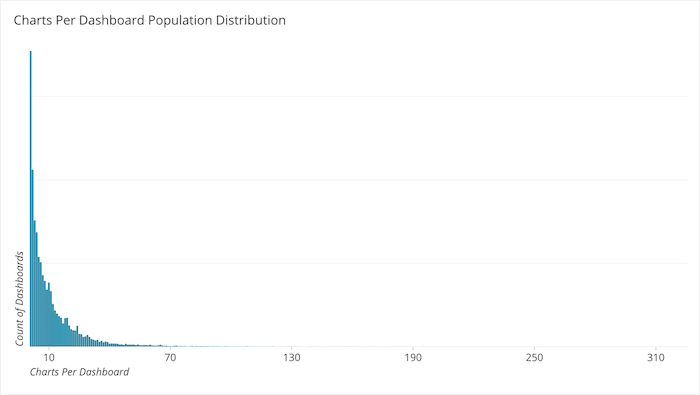 Charts Per Dashboard Population Distribution
Count of Dashboards
10 70 130 190 250 310
Charts Per Dashboard